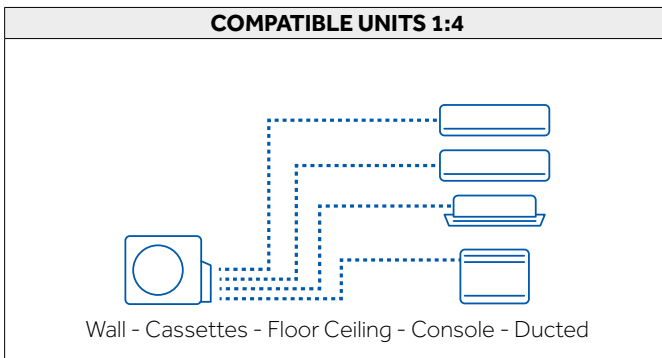 COMPATIBLE UNITS 1:4
Wall - Cassettes - Floor Ceiling - Console - Ducted